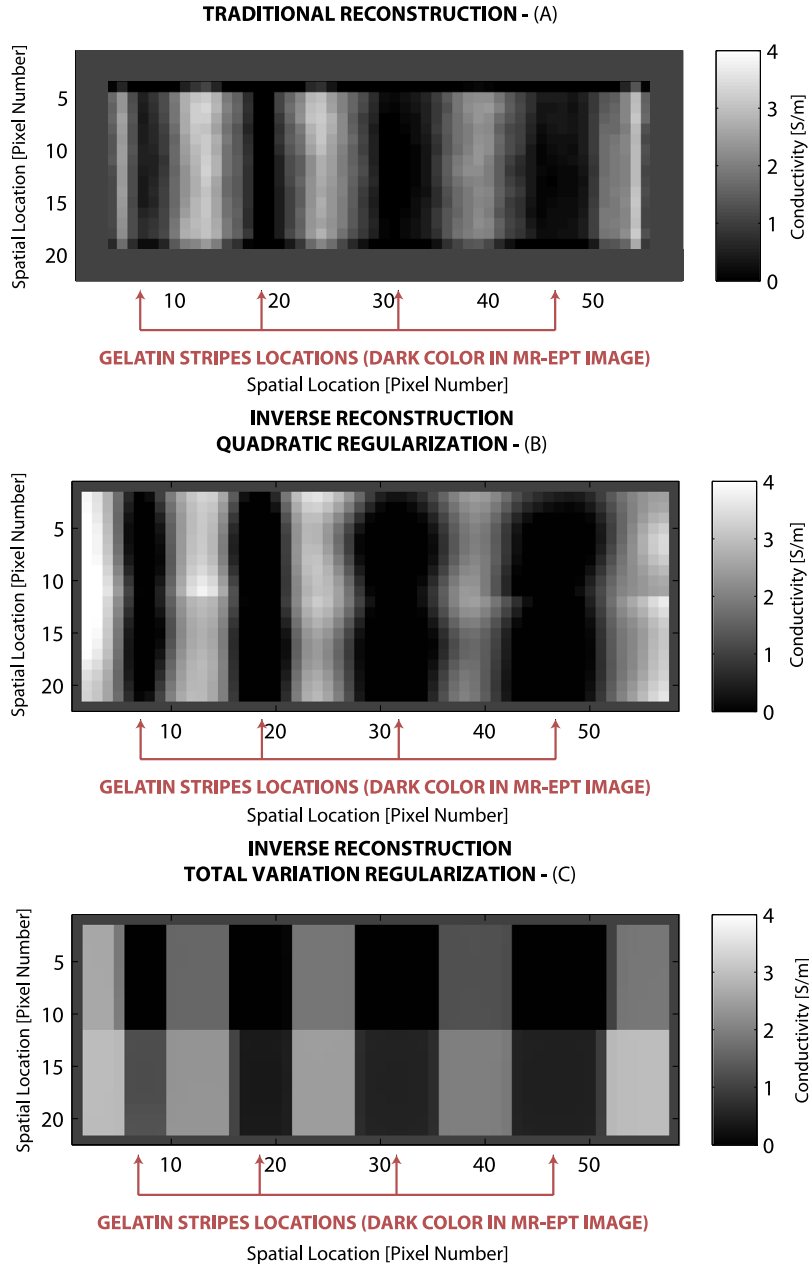 TRADITIONAL RECONSTRUCTION - (A)
Spatial Location [Pixel Number]
5
10
15
20
10 20 30 40 50
4
3
2
1
0
Conductivity [S/m]
GELATIN STRIPES LOCATIONS (DARK COLOR IN MR-EPT IMAGE)
Spatial Location [Pixel Number]
INVERSE RECONSTRUCTION
QUADRATIC REGULARIZATION - (B)
Spatial Location [Pixel Number]
5
10
15
20
10 20 30 40 50
4
3
2
1
0
Conductivity [S/m]
GELATIN STRIPES LOCATIONS (DARK COLOR IN MR-EPT IMAGE)
Spatial Location [Pixel Number]
INVERSE RECONSTRUCTION
TOTAL VARIATION REGULARIZATION - (C)
Spatial Location [Pixel Number]
5
10
15
20
10 20 30 40 50
4
3
2
1
0
Conductivity [S/m]
GELATIN STRIPES LOCATIONS (DARK COLOR IN MR-EPT IMAGE)
Spatial Location [Pixel Number]